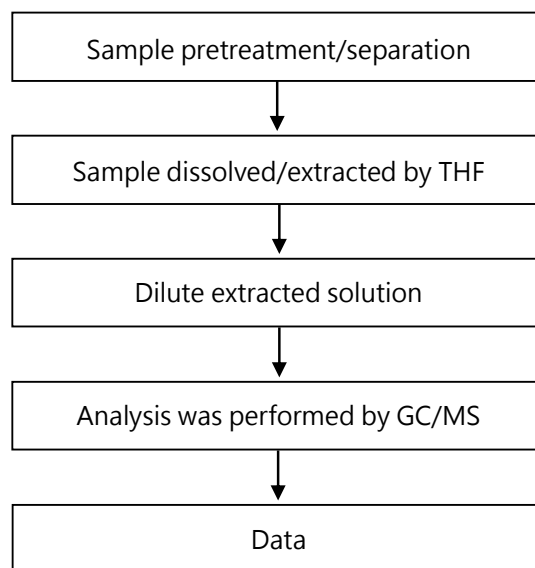 Sample pretreatment/separation
Sample dissolved/extracted by THF
Dilute extracted solution
Analysis was performed by GC/MS
Data